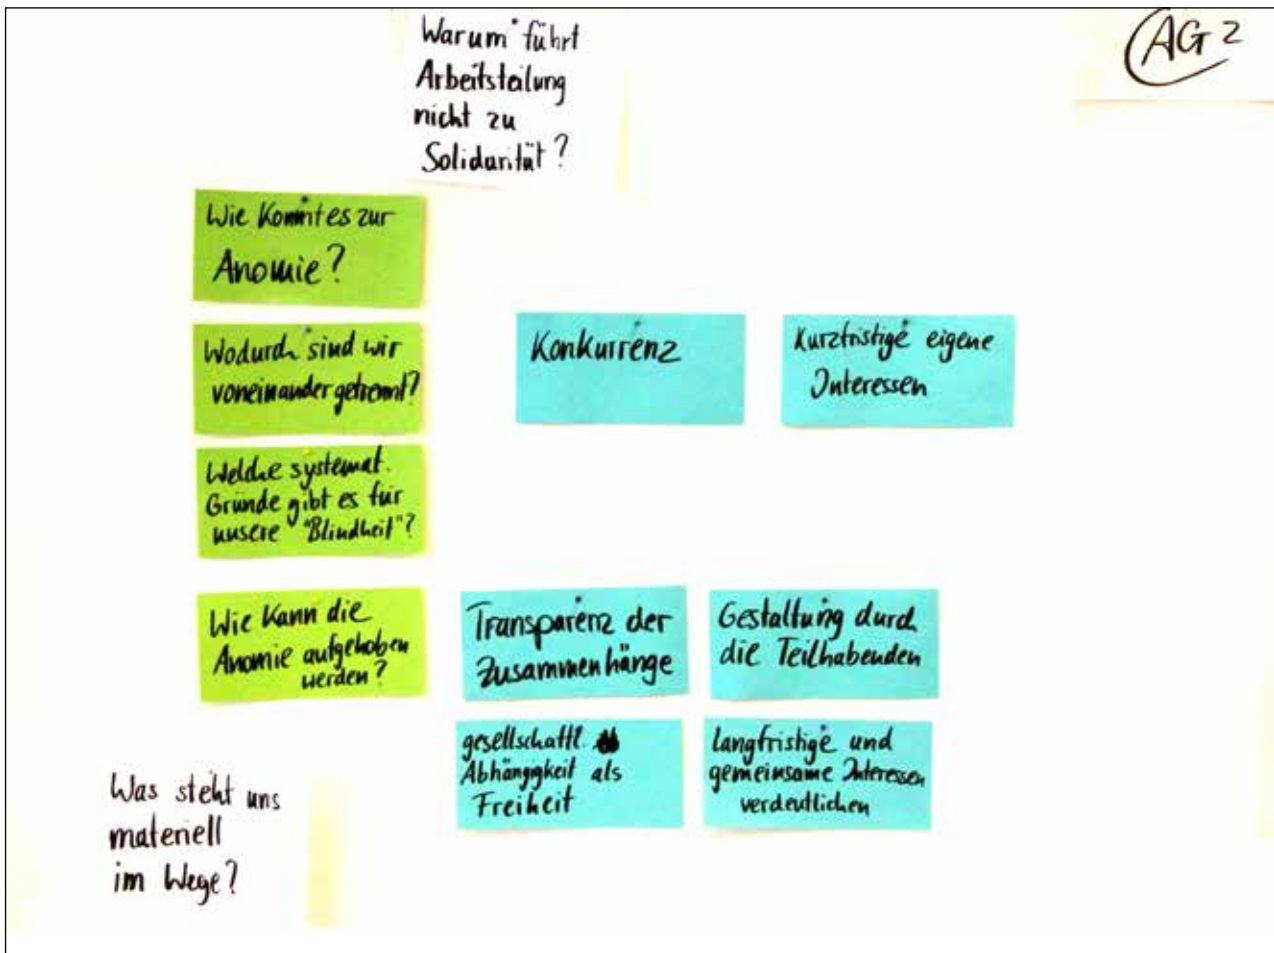 Warum führt
Arbeitsteilung
nicht zu
Solidarität?
AG 2
Wie kommt es zur
Anomie?
Wodurch sind wir
voneinander getrennt?
Konkurrenz
Kurzfristige eigene
Interessen
Welche systemat.
Gründe gibt es für
unsere "Blindheit"?
Wie kann die
Anomie aufgehoben
werden?
Transparenz der
Zusammenhänge
Gestaltung durch
die Teilhabenden
gesellschaftl.
Abhängigkeit als
Freiheit
langfristige und
gemeinsame Interessen
verdeutlichen
Was steht uns
materiell
im Wege?